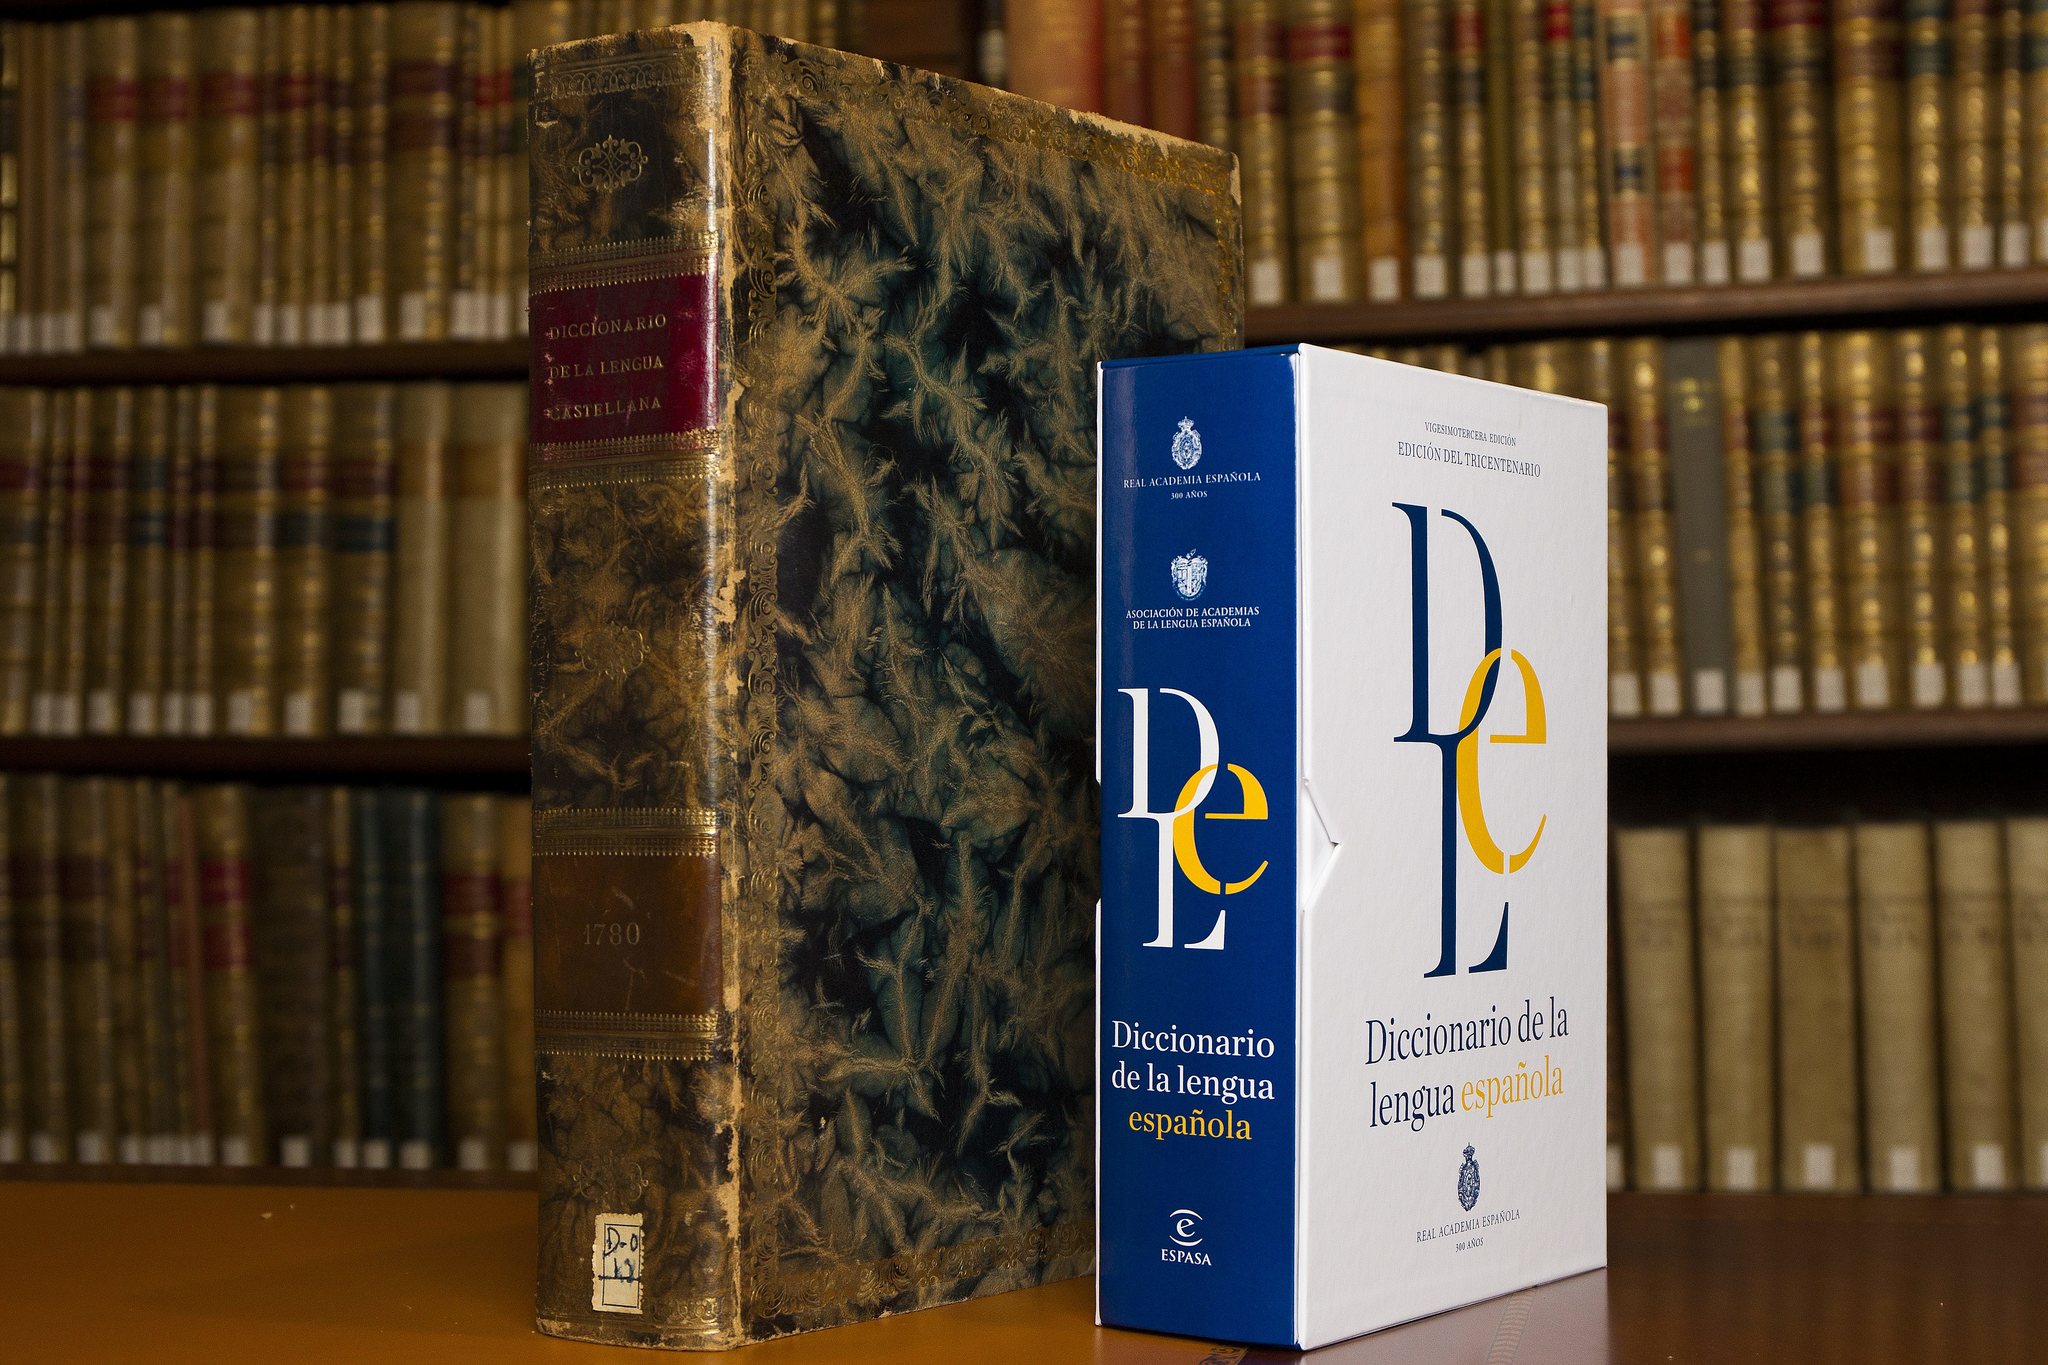 DICCIONARIO
DE LA LENGUA
CASTELLANA
1780
D-0
REAL ACADEMIA ESPAÑOLA
300 AÑOS
ASOCIACIÓN DE ACADEMIAS
DE LA LENGUA ESPAÑOLA
DLe
Diccionario
de la lengua
española
e
ESPASA
VIGESIMOTERCERA EDICIÓN
EDICIÓN DEL TRICENTENARIO
DLe
Diccionario de la
lengua española
REAL ACADEMIA ESPAÑOLA
300 AÑOS